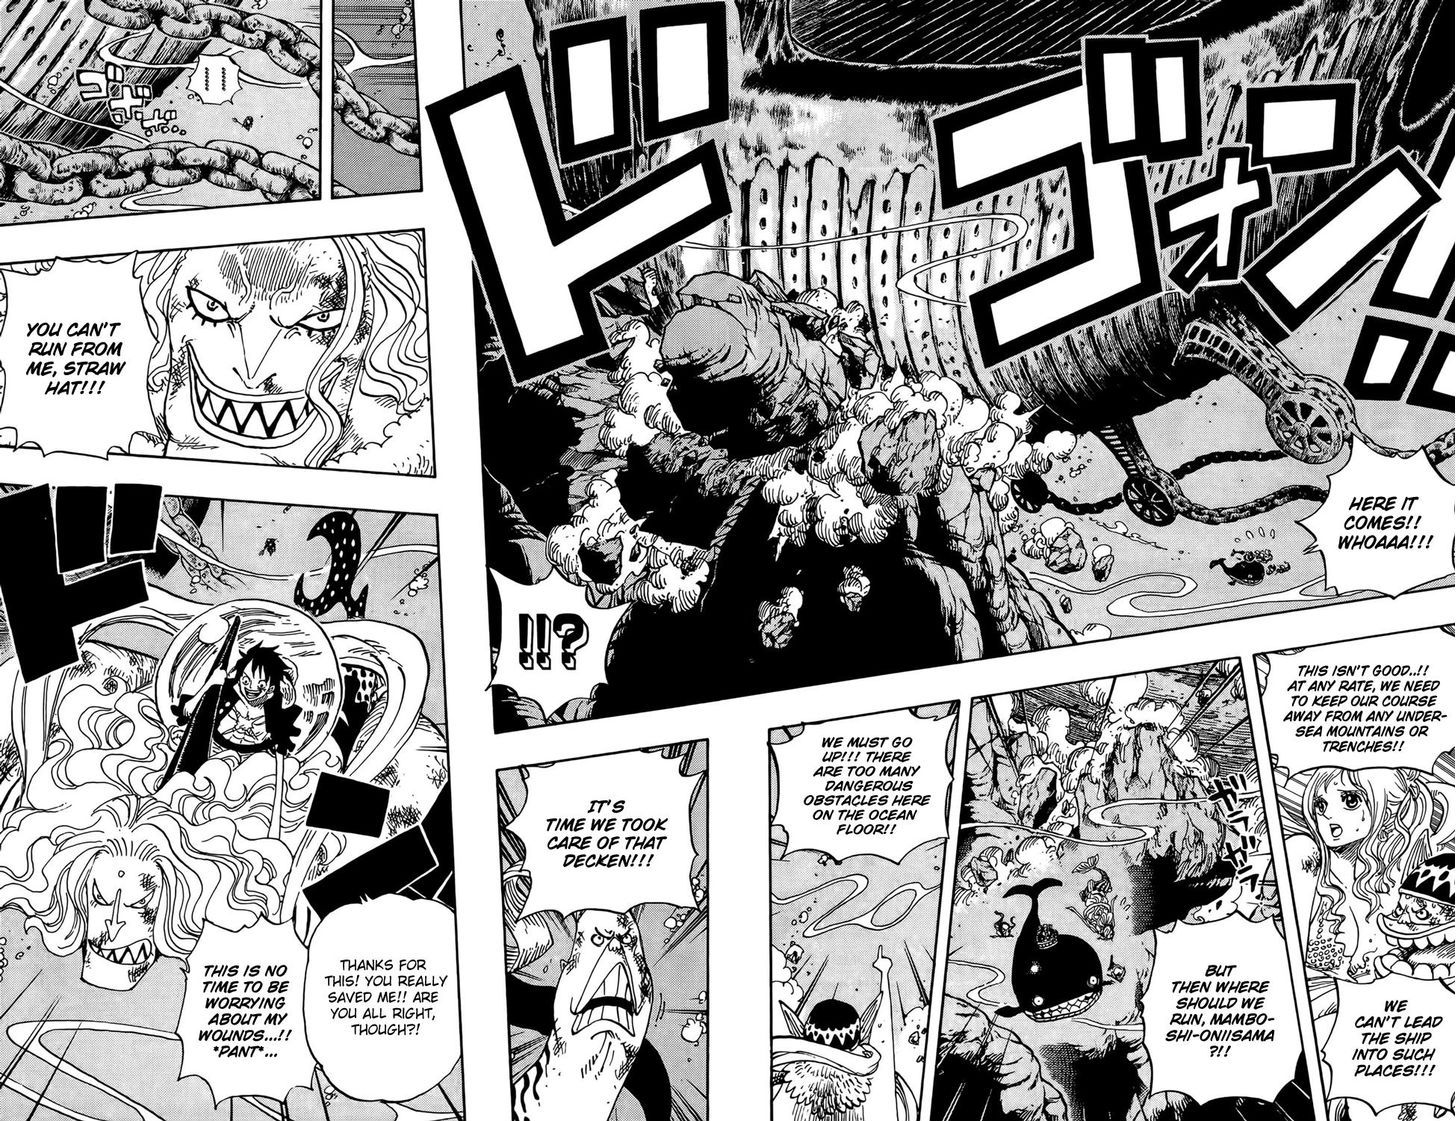 ドゴォン!!
HERE IT
COMES!!
WHOAAA!!!
!!?
THIS ISN'T
GOOD..!!
AT ANY RATE, WE NEED
TO KEEP OUR COURSE
AWAY FROM ANY UNDER-
SEA MOUNTAINS OR
TRENCHES!!
WE
CAN'T LEAD
THE SHIP
INTO SUCH
PLACES!!!
ガラガラ
BUT
THEN WHERE
SHOULD WE
RUN, MAMBO-
SHI-ONIISAMA
?!!
WE MUST GO
UP!!! THERE
ARE TOO MANY
DANGEROUS
OBSTACLES HERE
ON THE OCEAN
FLOOR!!
IT'S
TIME WE TOOK
CARE OF THAT
DECKEN!!!
YOU CAN'T
RUN FROM
ME, STRAW
HAT!!!
ド
THANKS FOR
THIS! YOU REALLY
SAVED ME!! ARE
YOU ALL RIGHT,
THOUGH?!
THIS IS NO
TIME TO BE
WORRYING
ABOUT MY
WOUNDS...!!
*PANT*...